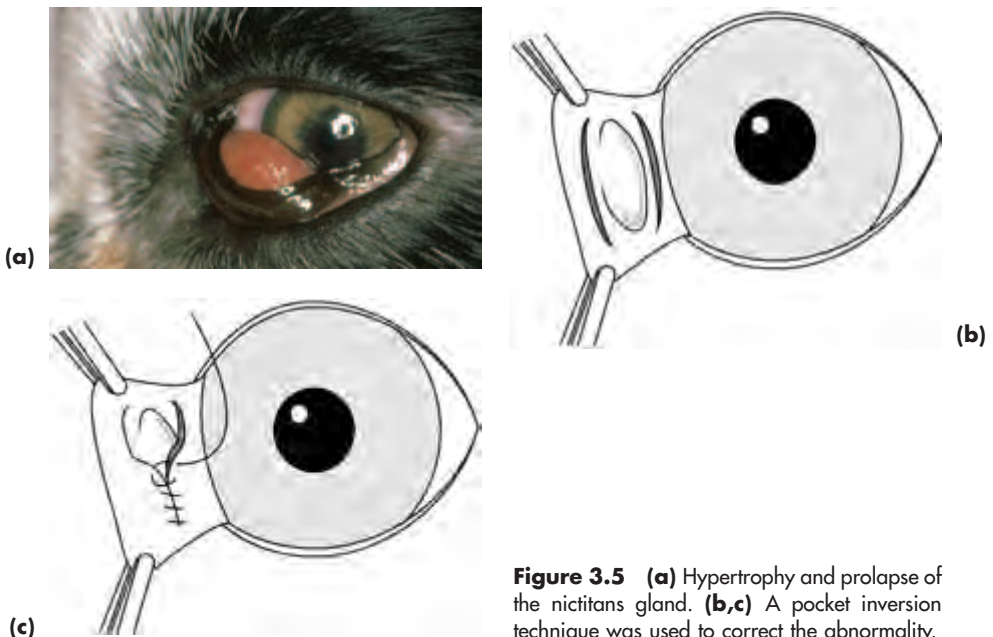 (a)
(b)
(c)
Figure 3.5 (a) Hypertrophy and prolapse of
the nictitans gland. (b,c) A pocket inversion
technique was used to correct the abnormality.